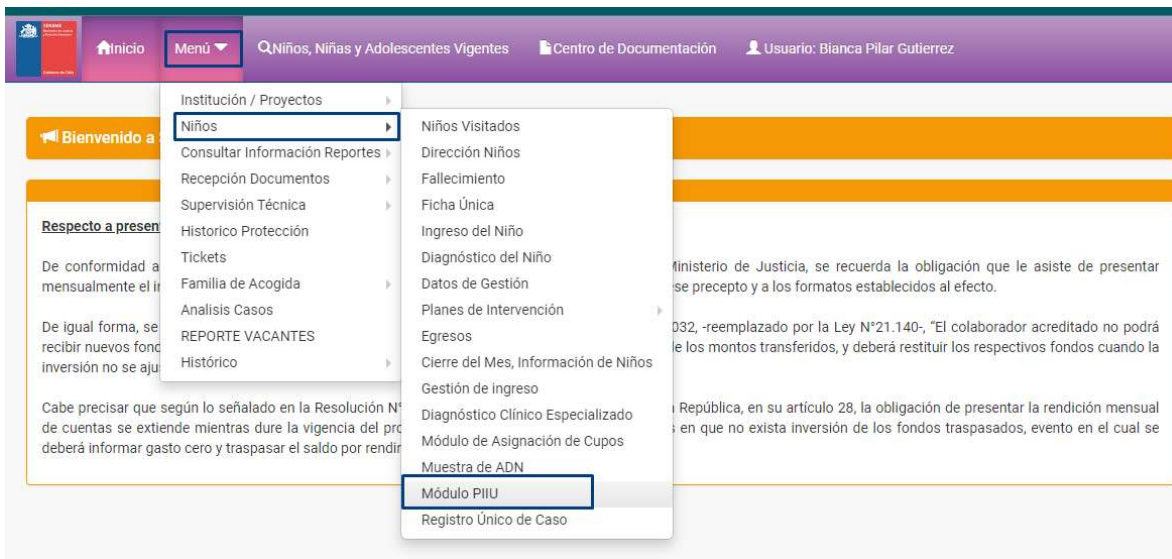 SENAME
Inicio
Menú
Niños, Niñas y Adolescentes Vigentes
Centro de Documentación
Usuario: Bianca Pilar Gutierrez
Gobierno de Chile
Bienvenido a
Institución / Proyectos
Niños
Consultar Información Reportes
Recepción Documentos
Supervisión Técnica
Historico Protección
Tickets
Familia de Acogida
Analisis Casos
REPORTE VACANTES
Histórico
Niños Visitados
Dirección Niños
Fallecimiento
Ficha Única
Ingreso del Niño
Diagnóstico del Niño
Datos de Gestión
Planes de Intervención
Egresos
Cierre del Mes, Información de Niños
Gestión de ingreso
Diagnóstico Clínico Especializado
Módulo de Asignación de Cupos
Muestra de ADN
Módulo PIIU
Registro Único de Caso
Respecto a presen
De conformidad a Ministerio de Justicia, se recuerda la obligación que le asiste de presentar
mensualmente el in ese precepto y a los formatos establecidos al efecto.
De igual forma, se 032, -reemplazado por la Ley N°21.140-, "El colaborador acreditado no podrá
recibir nuevos fond de los montos transferidos, y deberá restituir los respectivos fondos cuando la
inversión no se aju
Cabe precisar que según lo señalado en la Resolución N° República, en su artículo 28, la obligación de presentar la rendición mensual
de cuentas se extiende mientras dure la vigencia del pro s en que no exista inversión de los fondos traspasados, evento en el cual se
deberá informar gasto cero y traspasar el saldo por rendir